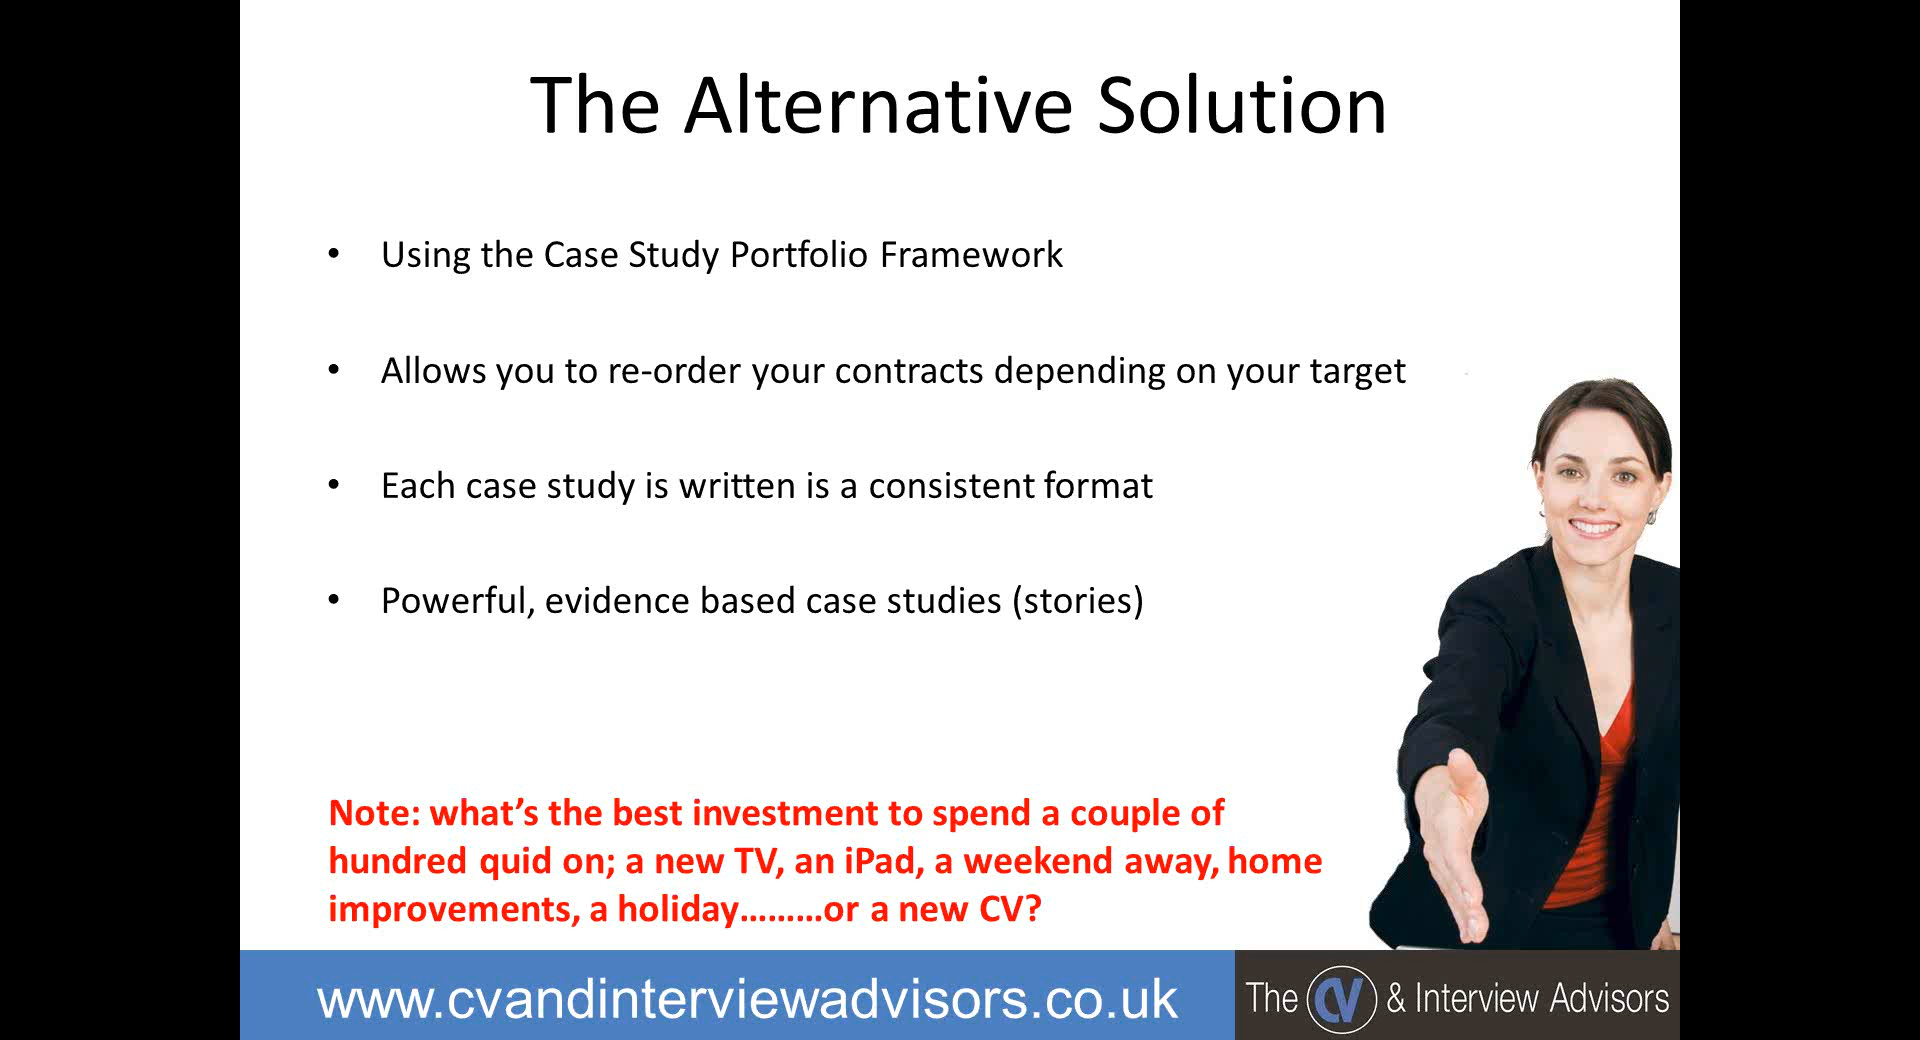 The Alternative Solution
• Using the Case Study Portfolio Framework
• Allows you to re-order your contracts depending on your target
• Each case study is written is a consistent format
• Powerful, evidence based case studies (stories)
Note: what’s the best investment to spend a couple of
hundred quid on; a new TV, an iPad, a weekend away, home
improvements, a holiday………or a new CV?
www.cvandinterviewadvisors.co.uk
The CV & Interview Advisors